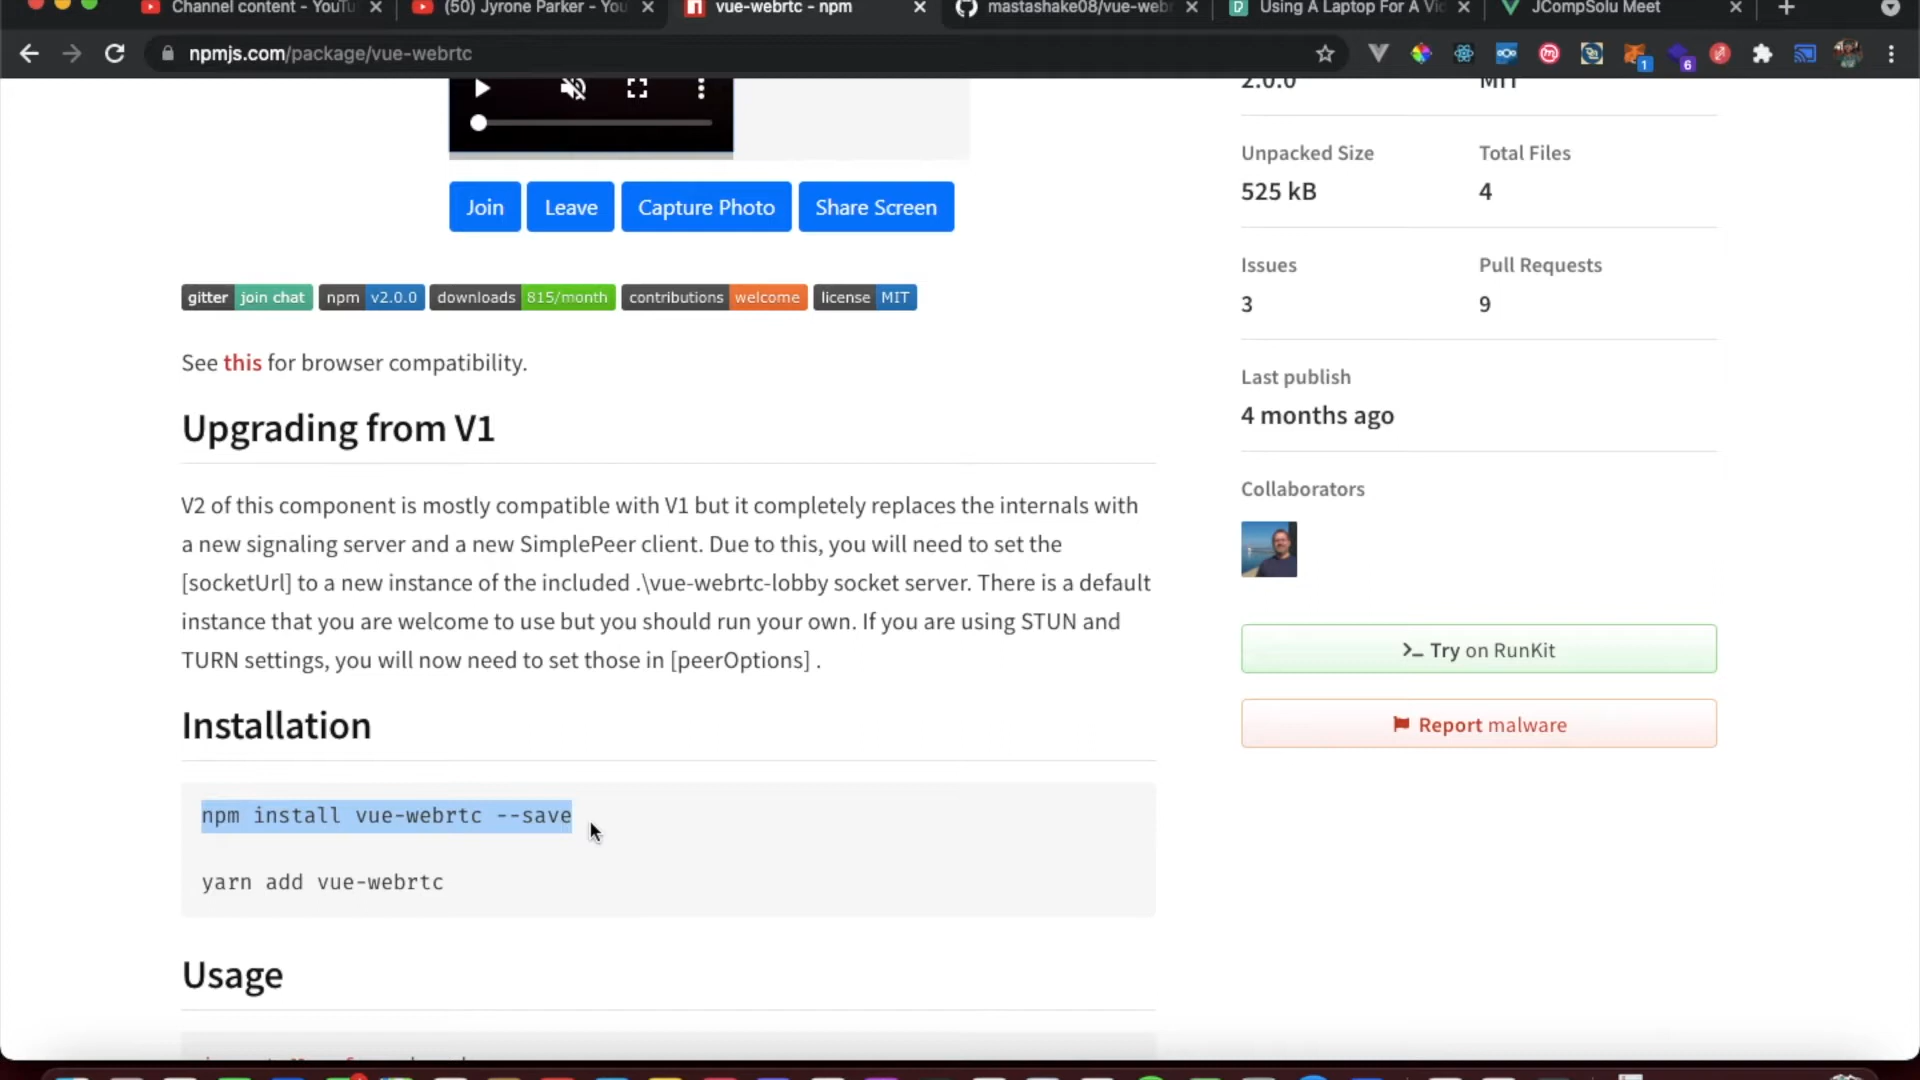 Channel content - YouTu
(50) Jyrone Parker - You
vue-webrtc - npm
mastashake08/vue-webr
Using A Laptop For A Vid
JCompSolu Meet
npmjs.com/package/vue-webrtc
1
6
2.0.0
MIT
Unpacked Size
Total Files
525 kB
4
Join
Leave
Capture Photo
Share Screen
Issues
Pull Requests
3
9
gitter join chat
npm v2.0.0
downloads 815/month
contributions welcome
license MIT
See this for browser compatibility.
Last publish
4 months ago
Upgrading from V1
Collaborators
V2 of this component is mostly compatible with V1 but it completely replaces the internals with
a new signaling server and a new SimplePeer client. Due to this, you will need to set the
[socketUrl] to a new instance of the included .\vue-webrtc-lobby socket server. There is a default
instance that you are welcome to use but you should run your own. If you are using STUN and
TURN settings, you will now need to set those in [peerOptions] .
Try on RunKit
Report malware
Installation
npm install vue-webrtc --save
yarn add vue-webrtc
Usage